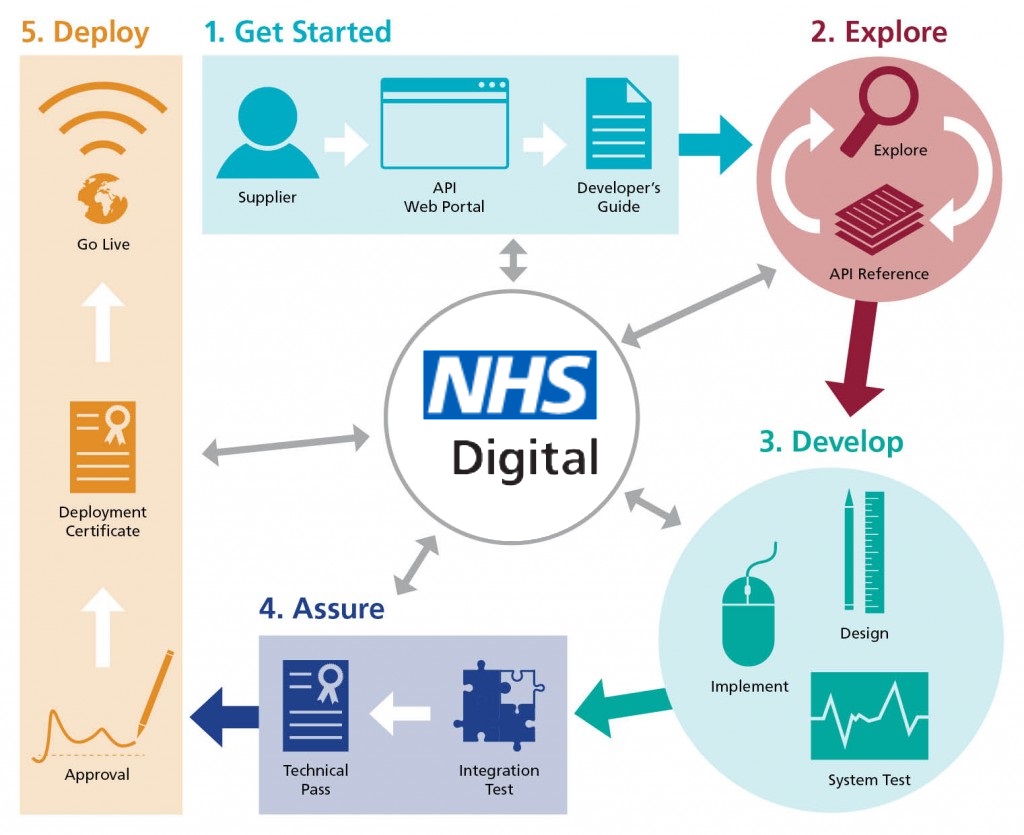 5. Deploy
1. Get Started
2. Explore
Supplier
API
Web Portal
Developer's
Guide
Explore
API Reference
Go Live
NHS
Digital
3. Develop
Deployment
Certificate
Design
Implement
System Test
4. Assure
Technical
Pass
Integration
Test
Approval